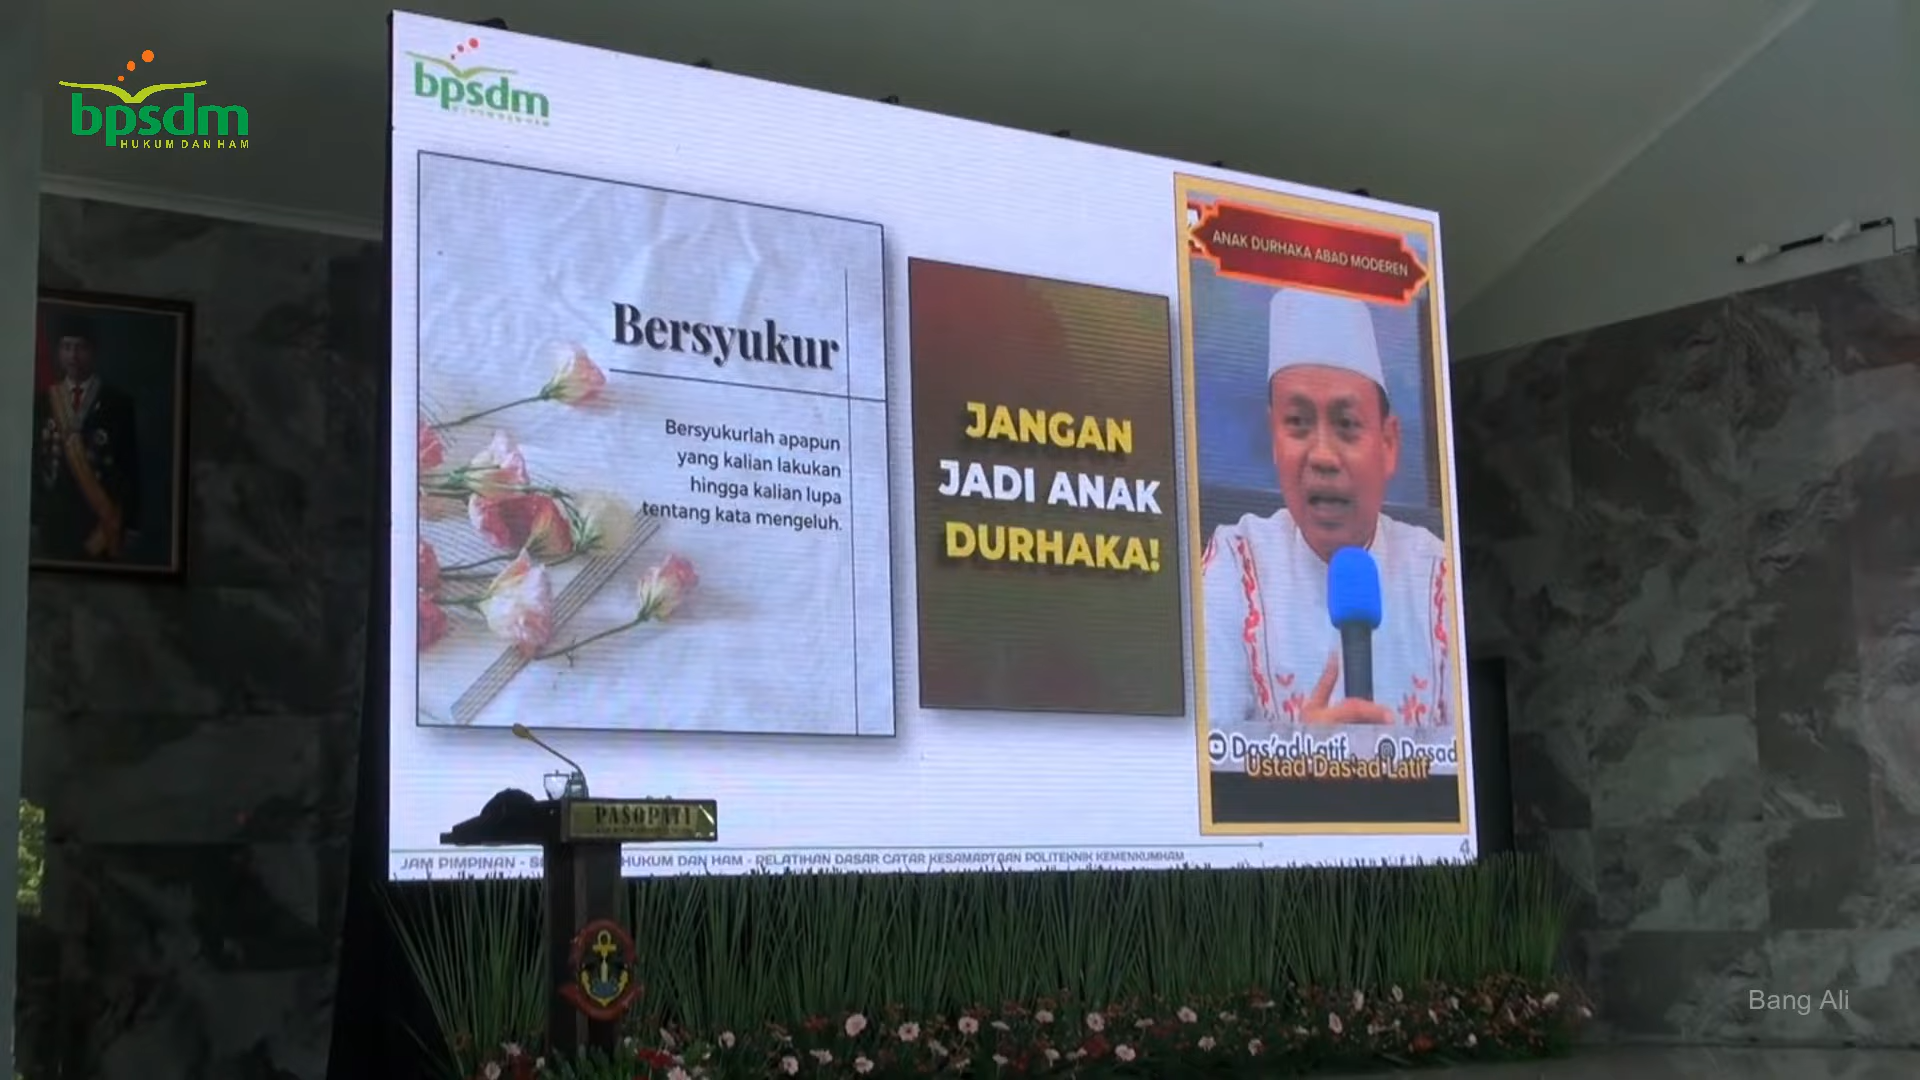 bpsdm
HUKUM DAN HAM
bpsdm
Bersyukur
Bersyukurlah apapun
yang kalian lakukan
hingga kalian lupa
tentang kata mengeluh.
JANGAN
JADI ANAK
DURHAKA!
ANAK DURHAKA ABAD MODEREN
Das'ad Latif Dasad
Ustad Das'ad Latif
PASOPATI
JAM PIMPINAN - HUKUM DAN HAM - PELATIHAN DASAR CATAR KESAMAPTAAN POLITEKNIK KEMENKUMHAM
4
Bang Ali